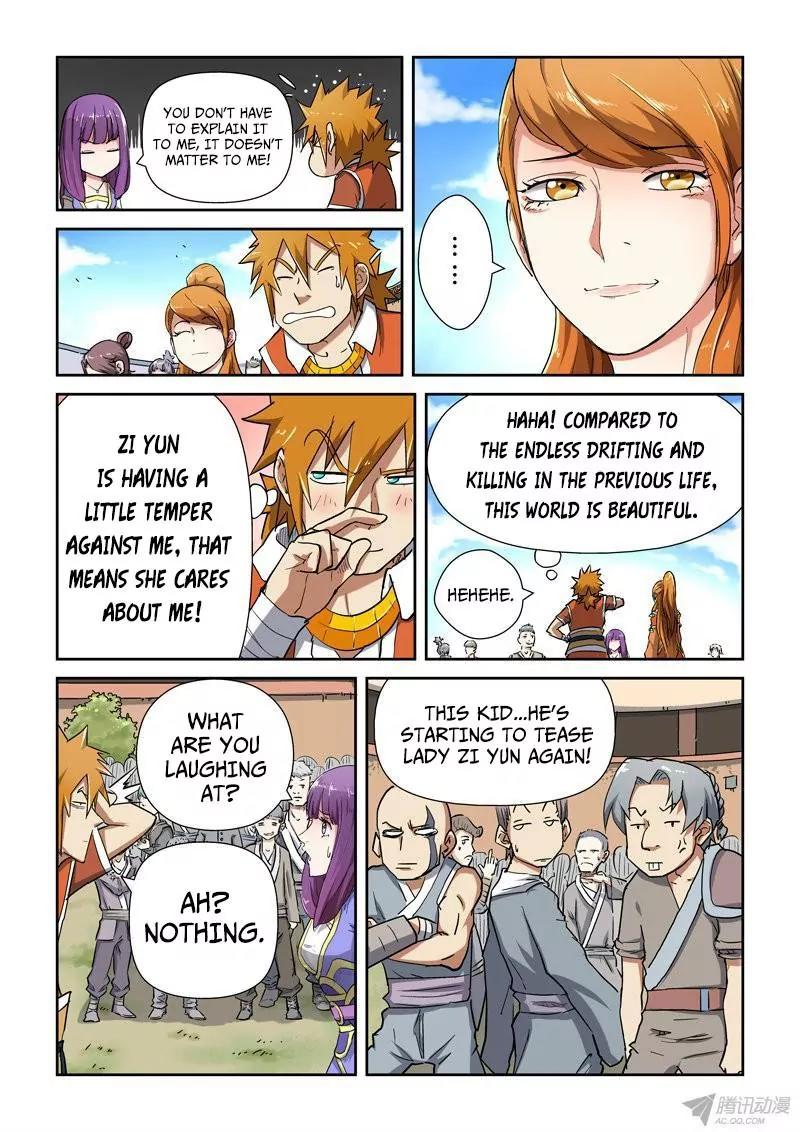 YOU DON'T HAVE
TO EXPLAIN IT
TO ME, IT DOESN'T
MATTER TO ME!
......
ZI YUN
IS HAVING A
LITTLE TEMPER
AGAINST ME, THAT
MEANS SHE CARES
ABOUT ME!
HAHA! COMPARED TO
THE ENDLESS DRIFTING AND
KILLING IN THE PREVIOUS LIFE,
THIS WORLD IS BEAUTIFUL.
HEHEHE.
WHAT
ARE YOU
LAUGHING
AT?
AH?
NOTHING.
THIS KID...HE'S
STARTING TO TEASE
LADY ZI YUN AGAIN!
腾讯动漫
AC.QQ.COM